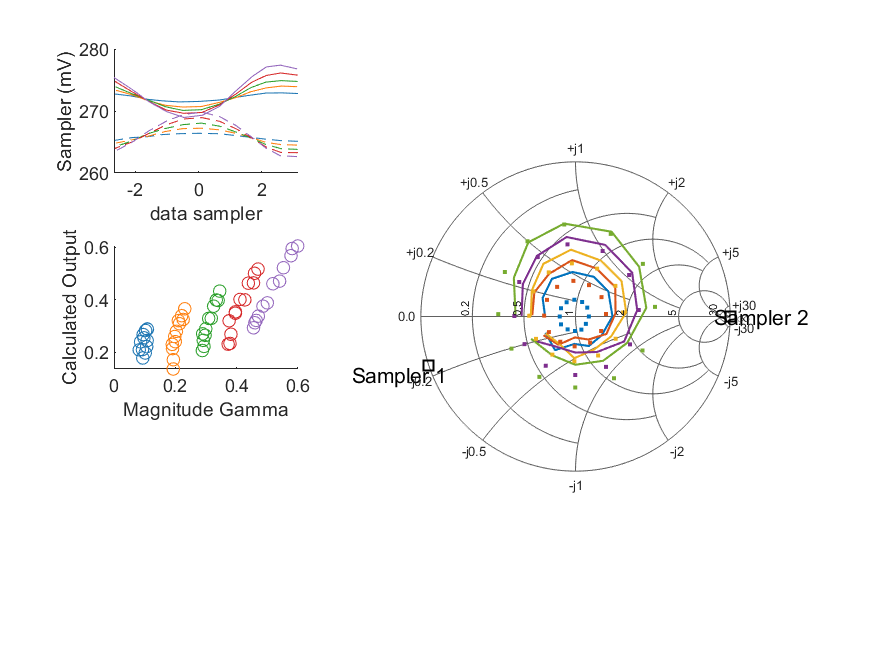 280
270
260
Sampler (mV)
-2 0 2
data sampler
0.6
0.4
0.2
Calculated Output
0 0.2 0.4 0.6
Magnitude Gamma
+j1
+j0.5
+j2
+j0.2
+j5
0.0
0.2
0.5
1
2
5
30
+j30
-j30
Sampler 2
Sampler 1
-j0.2
-j5
-j0.5
-j2
-j1